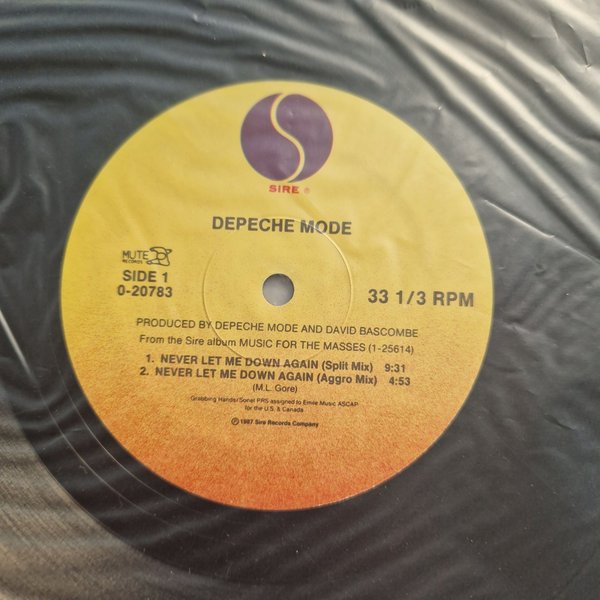 SIRE ®
DEPECHE MODE
MUTE
RECORDS
SIDE 1
0-20783
33 1/3 RPM
PRODUCED BY DEPECHE MODE AND DAVID BASCOMBE
From the Sire album MUSIC FOR THE MASSES (1-25614)
1. NEVER LET ME DOWN AGAIN (Split Mix) 9:31
2. NEVER LET ME DOWN AGAIN (Aggro Mix) 4:53
(M.L. Gore)
Grabbing Hands/Sonet PRS assigned to Emile Music ASCAP
for the U.S. & Canada.
℗ 1987 Sire Records Company